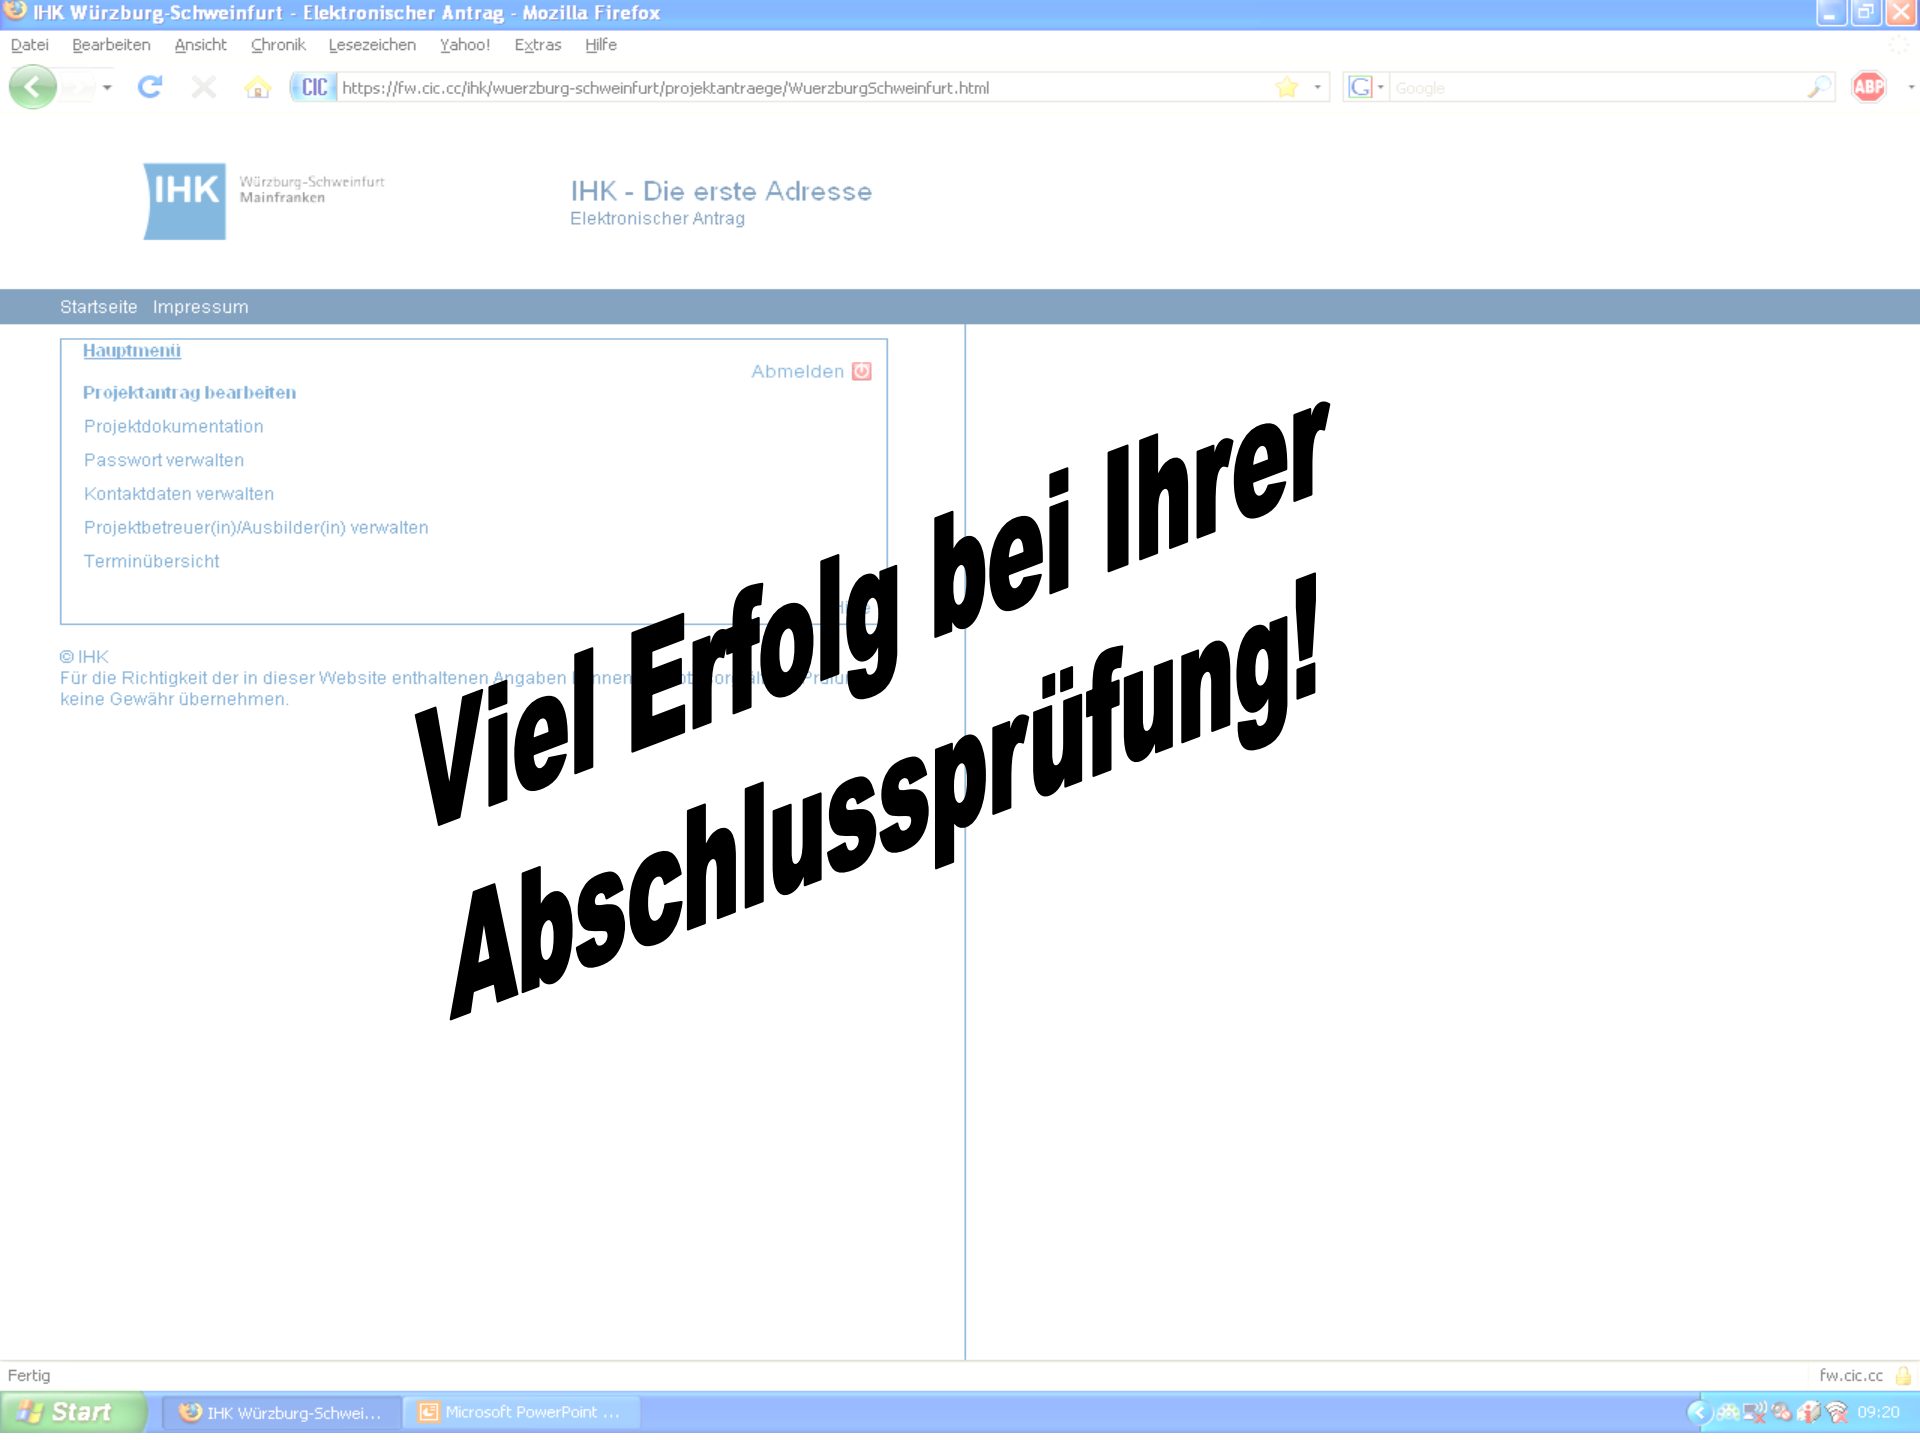 IHK Würzburg-Schweinfurt - Elektronischer Antrag - Mozilla Firefox
Datei Bearbeiten Ansicht Chronik Lesezeichen Yahoo! Extras Hilfe
CIC https://fw.cic.cc/ihk/wuerzburg-schweinfurt/projektantraege/WuerzburgSchweinfurt.html G Google ABP
IHK Würzburg-Schweinfurt
Mainfranken
IHK - Die erste Adresse
Elektronischer Antrag
Startseite Impressum
Hauptmenü
Abmelden
Projektantrag bearbeiten
Projektdokumentation
Passwort verwalten
Kontaktdaten verwalten
Projektbetreuer(in)/Ausbilder(in) verwalten
Terminübersicht
© IHK
Für die Richtigkeit der in dieser Website enthaltenen Angaben
keine Gewähr übernehmen.
Viel Erfolg bei Ihrer
Abschlussprüfung!
Fertig
fw.cic.cc
Start IHK Würzburg-Schwei... Microsoft PowerPoint ... 09:20